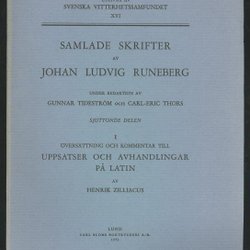 SVENSKA VITTERHETSAMFUNDET
XVI
SAMLADE SKRIFTER
AV
JOHAN LUDVIG RUNEBERG
UNDER REDAKTION AV
GUNNAR TIDESTRÖM OCH CARL-ERIC THORS
SJUTTONDE DELEN
I
ÖVERSÄTTNING OCH KOMMENTAR TILL
UPPSATSER OCH AVHANDLINGAR
PÅ LATIN
AV
HENRIK ZILLIACUS
LUND